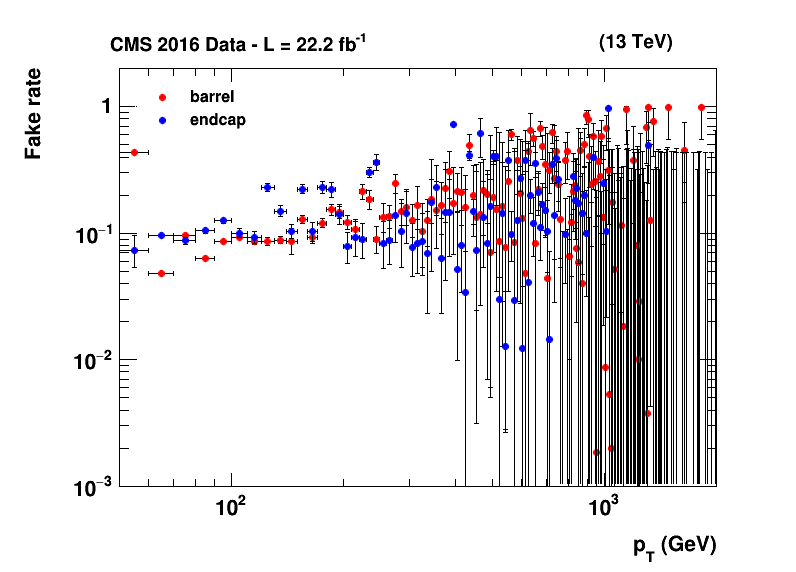 CMS 2016 Data - L = 22.2 fb⁻¹ (13 TeV)
Fake rate
barrel
endcap
1
10⁻¹
10⁻²
10⁻³
10² 10³
p_T (GeV)